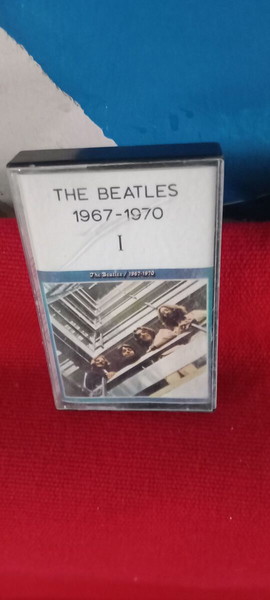 THE BEATLES
1967-1970
I
The Beatles / 1967-1970